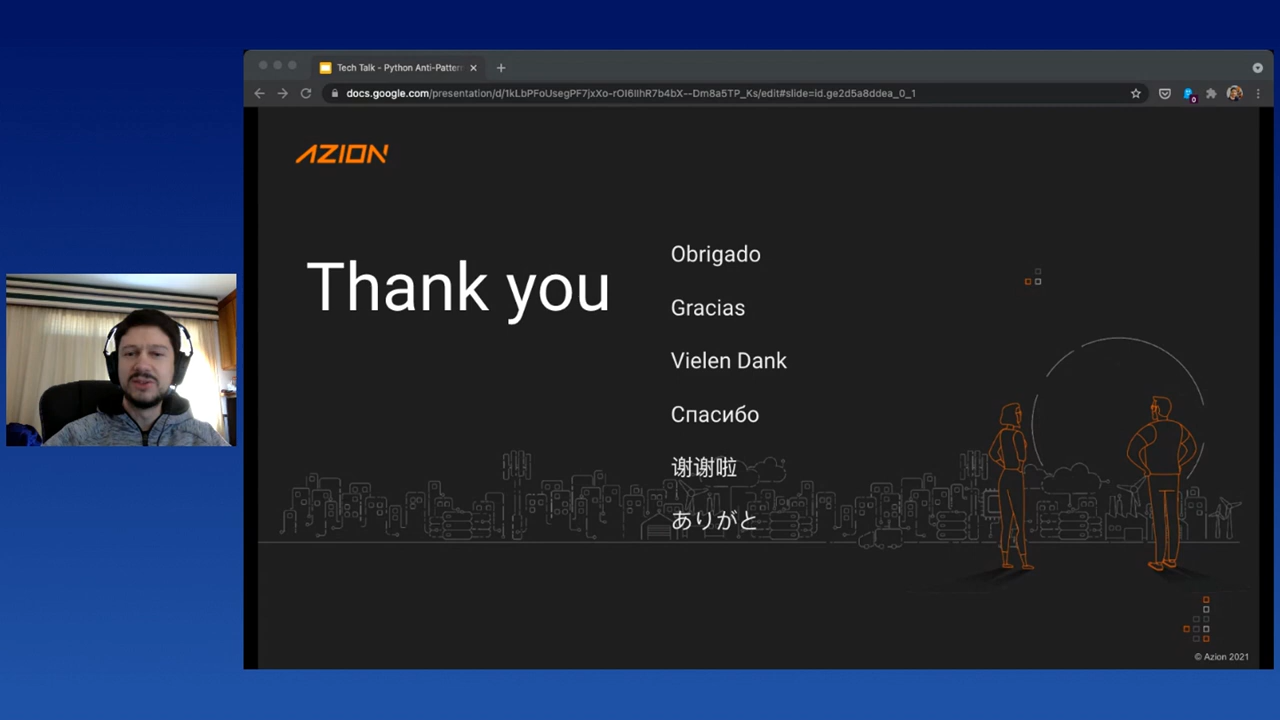 Tech Talk - Python Anti-Pattern
docs.google.com/presentation/d/1kLbPFoUsegPF7jxXo-rOI6IlhR7b4bX--Dm8a5TP_Ks/edit#slide=id.ge2d5a8ddea_0_1
AZION
Thank you
Obrigado
Gracias
Vielen Dank
Спасибо
谢谢啦
ありがと
© Azion 2021